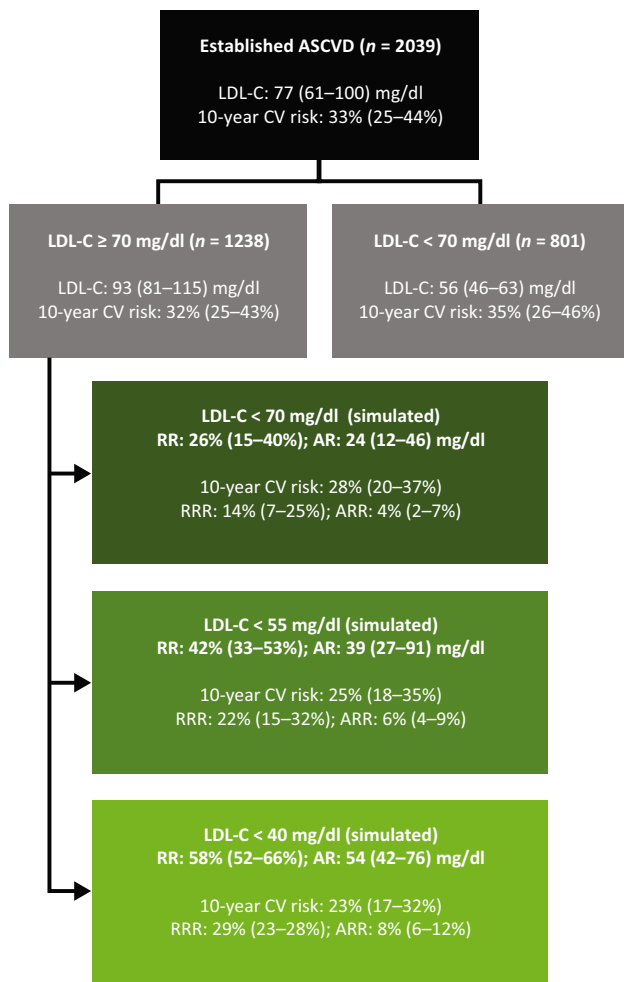 Established ASCVD (n = 2039)
LDL-C: 77 (61–100) mg/dl
10-year CV risk: 33% (25–44%)
LDL-C ≥ 70 mg/dl (n = 1238)
LDL-C: 93 (81–115) mg/dl
10-year CV risk: 32% (25–43%)
LDL-C < 70 mg/dl (n = 801)
LDL-C: 56 (46–63) mg/dl
10-year CV risk: 35% (26–46%)
LDL-C < 70 mg/dl (simulated)
RR: 26% (15–40%); AR: 24 (12–46) mg/dl
10-year CV risk: 28% (20–37%)
RRR: 14% (7–25%); ARR: 4% (2–7%)
LDL-C < 55 mg/dl (simulated)
RR: 42% (33–53%); AR: 39 (27–91) mg/dl
10-year CV risk: 25% (18–35%)
RRR: 22% (15–32%); ARR: 6% (4–9%)
LDL-C < 40 mg/dl (simulated)
RR: 58% (52–66%); AR: 54 (42–76) mg/dl
10-year CV risk: 23% (17–32%)
RRR: 29% (23–28%); ARR: 8% (6–12%)